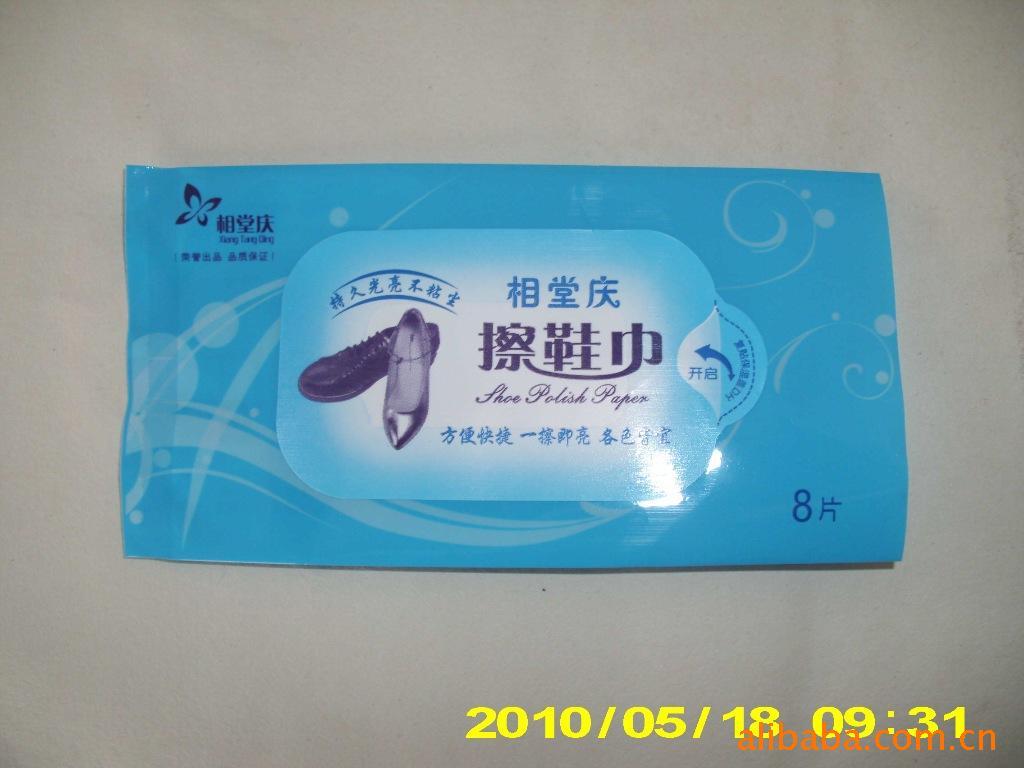 相堂庆
Xiang Tang Qing
[ 荣誉出品 品质保证 ]
持久光亮不粘尘
相堂庆
擦鞋巾
Shoe Polish Paper
方便快捷 一擦即亮 各色皆宜
开启
8片
2010/05/18 09:31
alibaba.com.cn